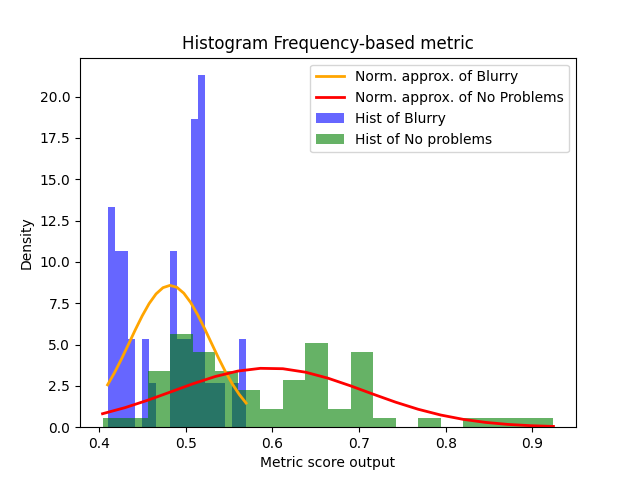 Histogram Frequency-based metric
Norm. approx. of Blurry
Norm. approx. of No Problems
Hist of Blurry
Hist of No problems
Density
20.0
17.5
15.0
12.5
10.0
7.5
5.0
2.5
0.0
0.4 0.5 0.6 0.7 0.8 0.9
Metric score output